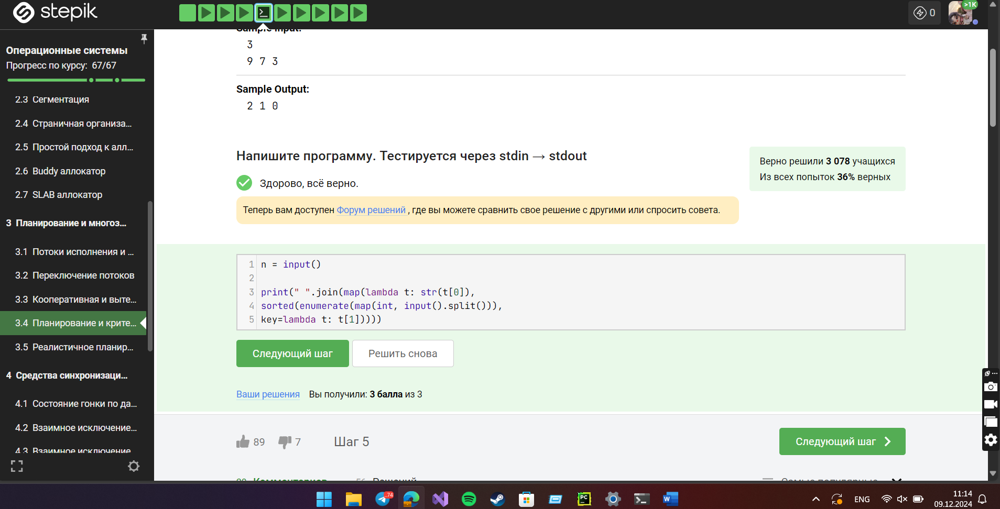 stepik
0
>1K
Операционные системы
Прогресс по курсу: 67/67
2.3 Сегментация
2.4 Страничная организа...
2.5 Простой подход к алл...
2.6 Buddy аллокатор
2.7 SLAB аллокатор
3 Планирование и многоз...
3.1 Потоки исполнения и ...
3.2 Переключение потоков
3.3 Кооперативная и выте...
3.4 Планирование и крите...
3.5 Реалистичное планир...
4 Средства синхронизаци...
4.1 Состояние гонки по да...
4.2 Взаимное исключение...
4.3 Взаимное исключение
Sample Input:
3
9 7 3
Sample Output:
2 1 0
Напишите программу. Тестируется через stdin → stdout
Верно решили 3 078 учащихся
Из всех попыток 36% верных
Здорово, всё верно.
Теперь вам доступен Форум решений , где вы можете сравнить свое решение с другими или спросить совета.
1 n = input()
2
3 print(" ".join(map(lambda t: str(t[0]),
4 sorted(enumerate(map(int, input().split())),
5 key=lambda t: t[1]))))
Следующий шаг
Решить снова
Ваши решения Вы получили: 3 балла из 3
89 7 Шаг 5
Следующий шаг
Комментариев
Решений
Самые популярные
74
PC
W
ENG
11:14
09.12.2024